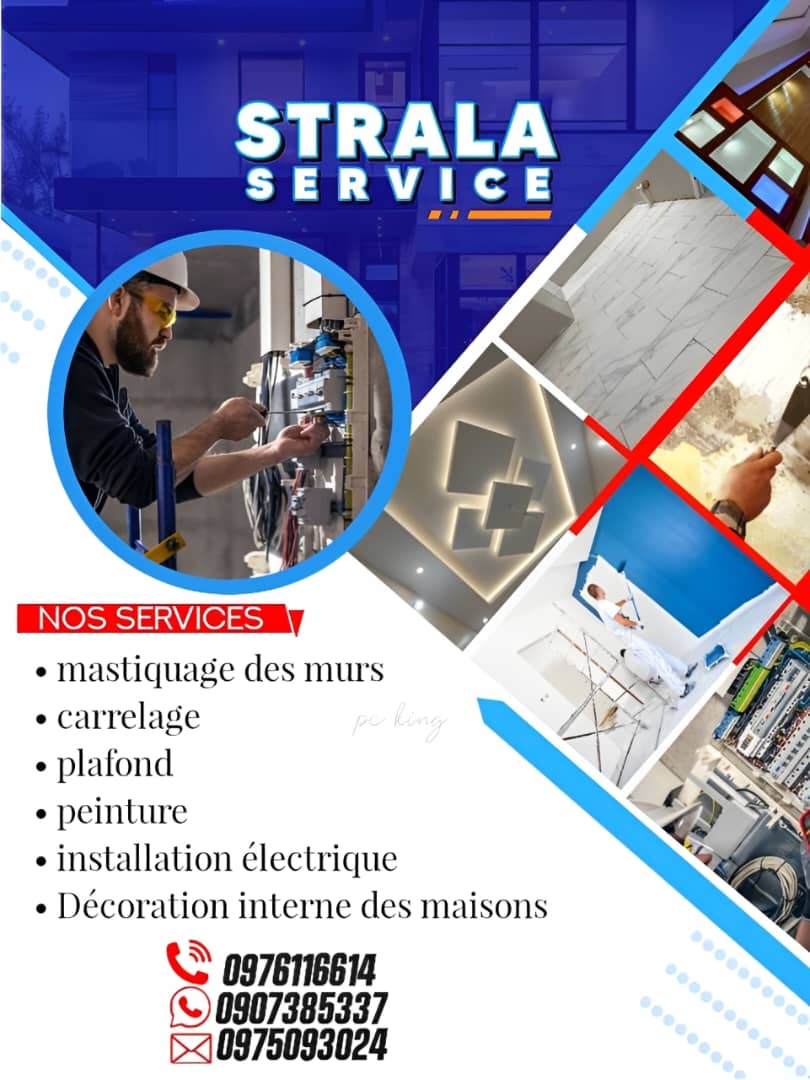 STRALA
SERVICE
NOS SERVICES
• mastiquage des murs
• carrelage
pc king
• plafond
• peinture
• installation électrique
• Décoration interne des maisons
0976116614
0907385337
0975093024